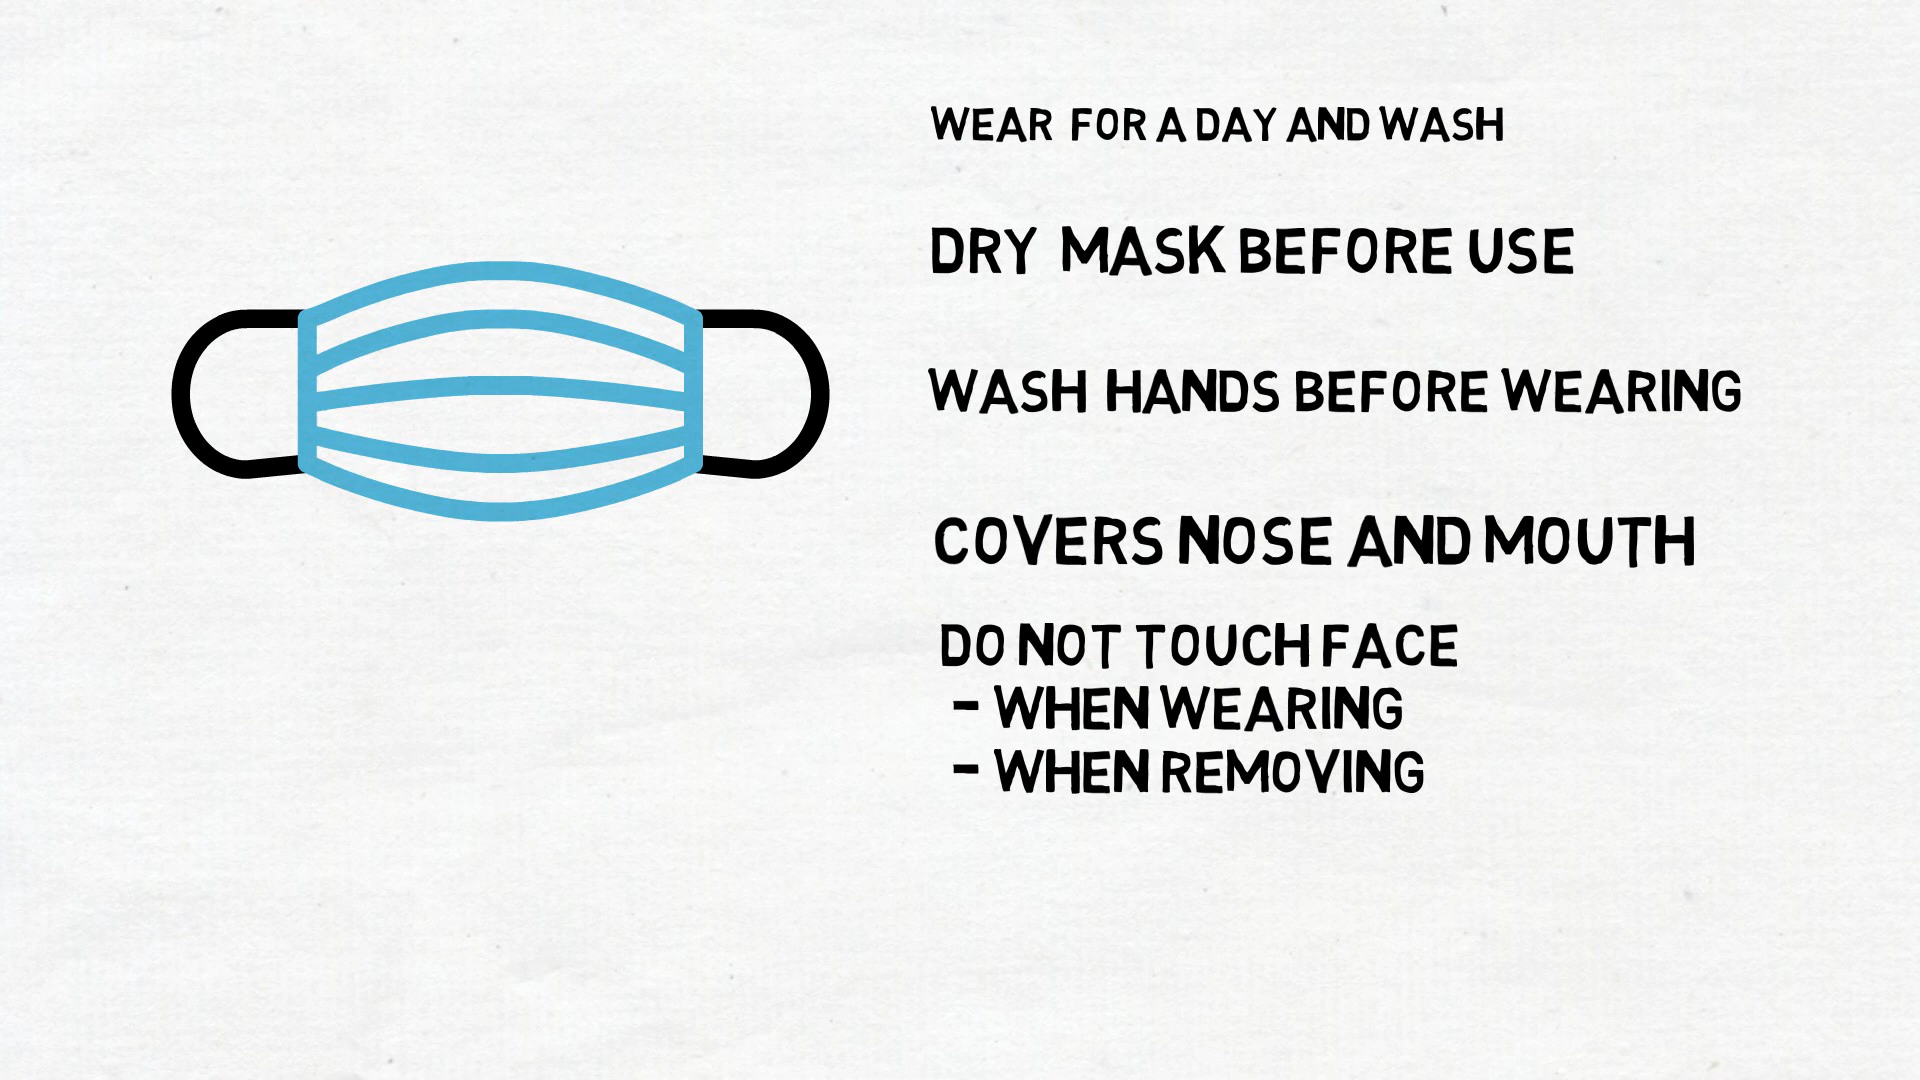 WEAR FOR A DAY AND WASH
DRY MASK BEFORE USE
WASH HANDS BEFORE WEARING
COVERS NOSE AND MOUTH
DO NOT TOUCH FACE
- WHEN WEARING
- WHEN REMOVING